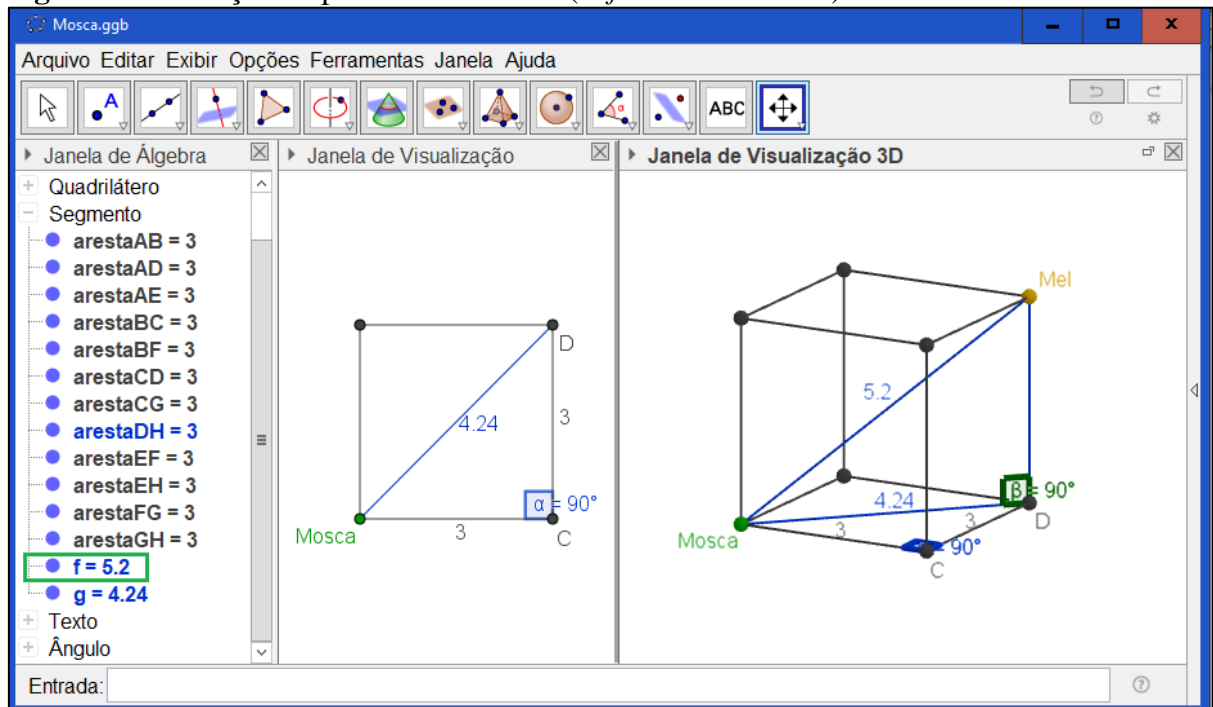 Mosca.ggb
Arquivo Editar Exibir Opções Ferramentas Janela Ajuda
A
α
ABC
Janela de Álgebra
Quadrilátero
Segmento
arestaAB = 3
arestaAD = 3
arestaAE = 3
arestaBC = 3
arestaBF = 3
arestaCD = 3
arestaCG = 3
arestaDH = 3
arestaEF = 3
arestaEH = 3
arestaFG = 3
arestaGH = 3
f = 5.2
g = 4.24
Texto
Ângulo
Janela de Visualização
D
4.24
3
α = 90°
Mosca
3
C
Janela de Visualização 3D
Mel
5.2
4.24
β = 90°
3
3
D
Mosca
90°
C
Entrada: